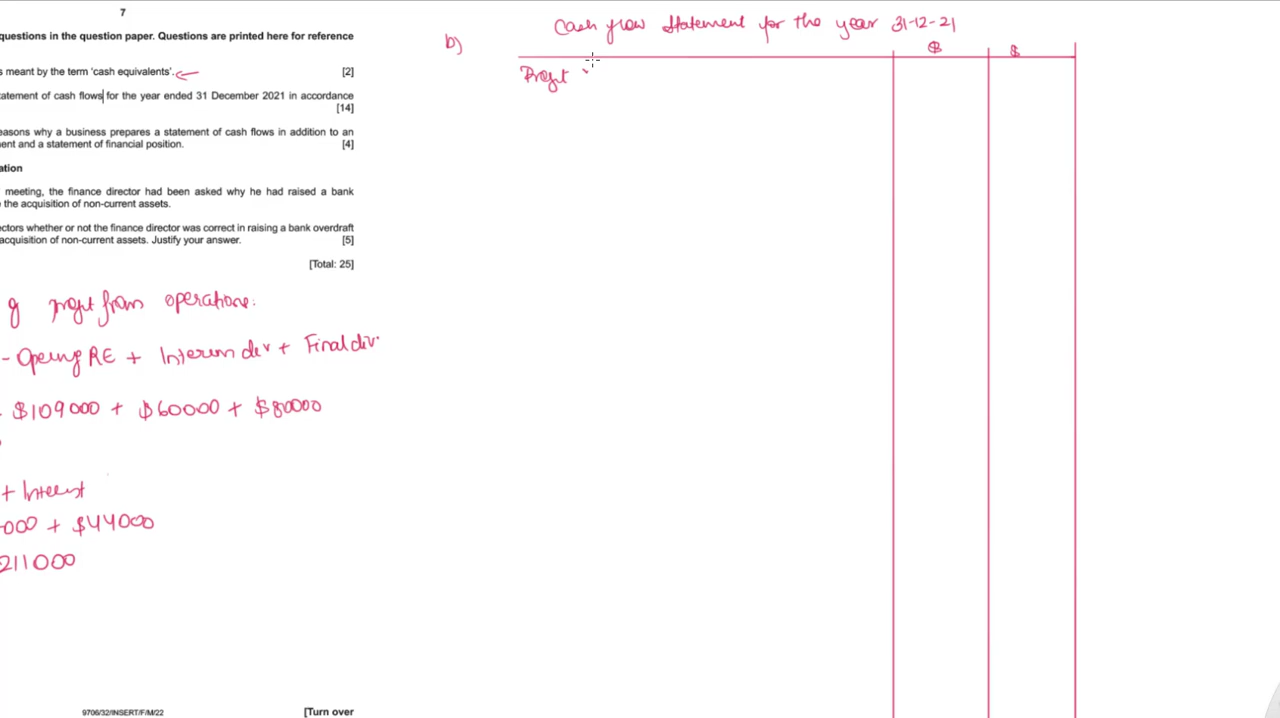 7
questions in the question paper. Questions are printed here for reference
s meant by the term 'cash equivalents'. [2]
atement of cash flows for the year ended 31 December 2021 in accordance
[14]
easons why a business prepares a statement of cash flows in addition to an
ent and a statement of financial position. [4]
ation
meeting, the finance director had been asked why he had raised a bank
the acquisition of non-current assets.
ctors whether or not the finance director was correct in raising a bank overdraft
acquisition of non-current assets. Justify your answer. [5]
[Total: 25]
g profit from operations.
- Opening RE + Interim div + Final div.
$109000 + $60000 + $80000
+ Interest
000 + $44000
211000
9706/32/INSERT/F/M/22 [Turn over
b) Cash flow Statement for the year 31-12-21
$ $
Profit